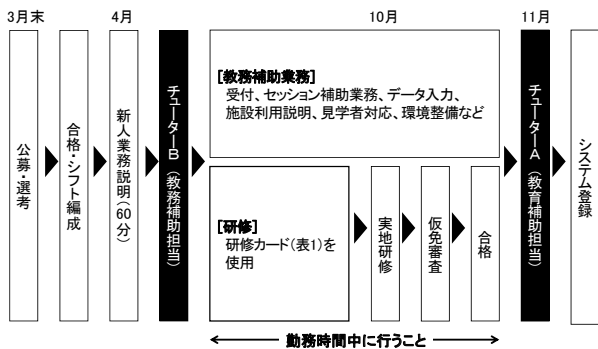 3月末
4月
10月
11月
公募・選考
合格・シフト編成
新人業務説明(60分)
チューターB(教務補助担当)
[教務補助業務]
受付、セッション補助業務、データ入力、
施設利用説明、見学者対応、環境整備など
[研修]
研修カード(表1)を
使用
実地研修
仮免審査
合格
チューターA(教育補助担当)
システム登録
勤務時間中に行うこと